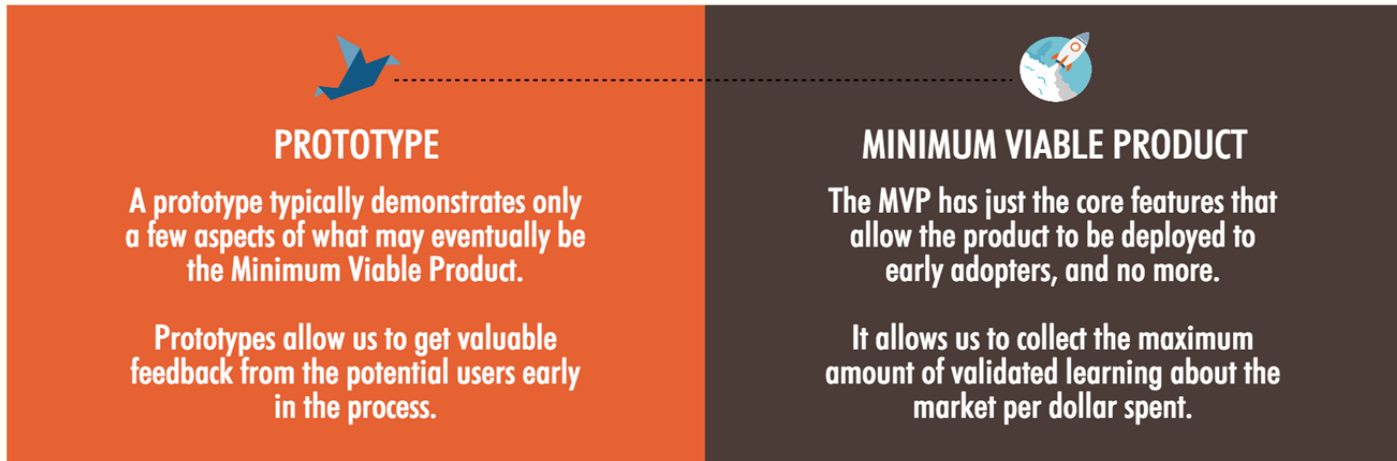 PROTOTYPE
A prototype typically demonstrates only
a few aspects of what may eventually be
the Minimum Viable Product.
Prototypes allow us to get valuable
feedback from the potential users early
in the process.
MINIMUM VIABLE PRODUCT
The MVP has just the core features that
allow the product to be deployed to
early adopters, and no more.
It allows us to collect the maximum
amount of validated learning about the
market per dollar spent.